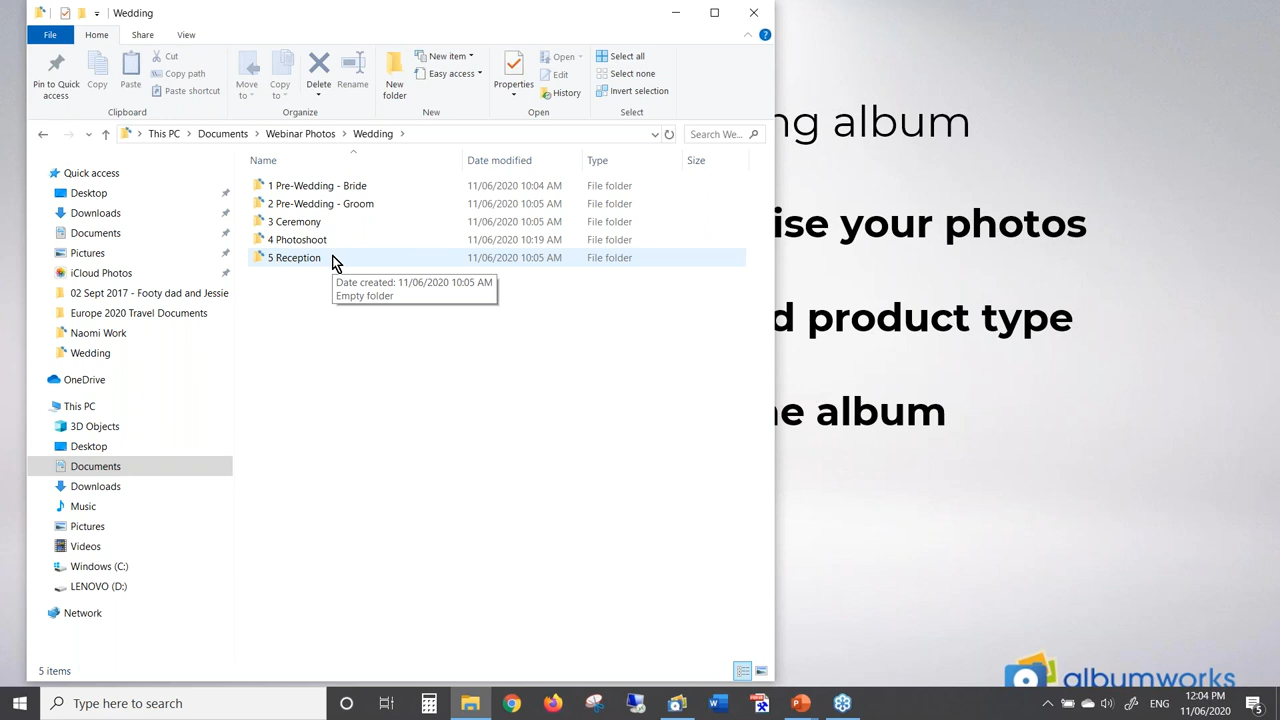 Wedding
File
Home
Share
View
Pin to Quick access
Copy
Paste
Cut
Copy path
Paste shortcut
Clipboard
Move to
Copy to
Delete
Rename
Organize
New folder
New item
Easy access
New
Properties
Open
Edit
History
Open
Select all
Select none
Invert selection
Select
This PC > Documents > Webinar Photos > Wedding >
Search We...
Name
Date modified
Type
Size
1 Pre-Wedding - Bride 11/06/2020 10:04 AM File folder
2 Pre-Wedding - Groom 11/06/2020 10:05 AM File folder
3 Ceremony 11/06/2020 10:05 AM File folder
4 Photoshoot 11/06/2020 10:19 AM File folder
5 Reception 11/06/2020 10:05 AM File folder
Date created: 11/06/2020 10:05 AM
Empty folder
Quick access
Desktop
Downloads
Documents
Pictures
iCloud Photos
02 Sept 2017 - Footy dad and Jessie
Europe 2020 Travel Documents
Naomi Work
Wedding
OneDrive
This PC
3D Objects
Desktop
Documents
Downloads
Music
Pictures
Videos
Windows (C:)
LENOVO (D:)
Network
5 items
ng album
ise your photos
d product type
e album
albumworks
Type here to search
ENG
12:04 PM
11/06/2020
5